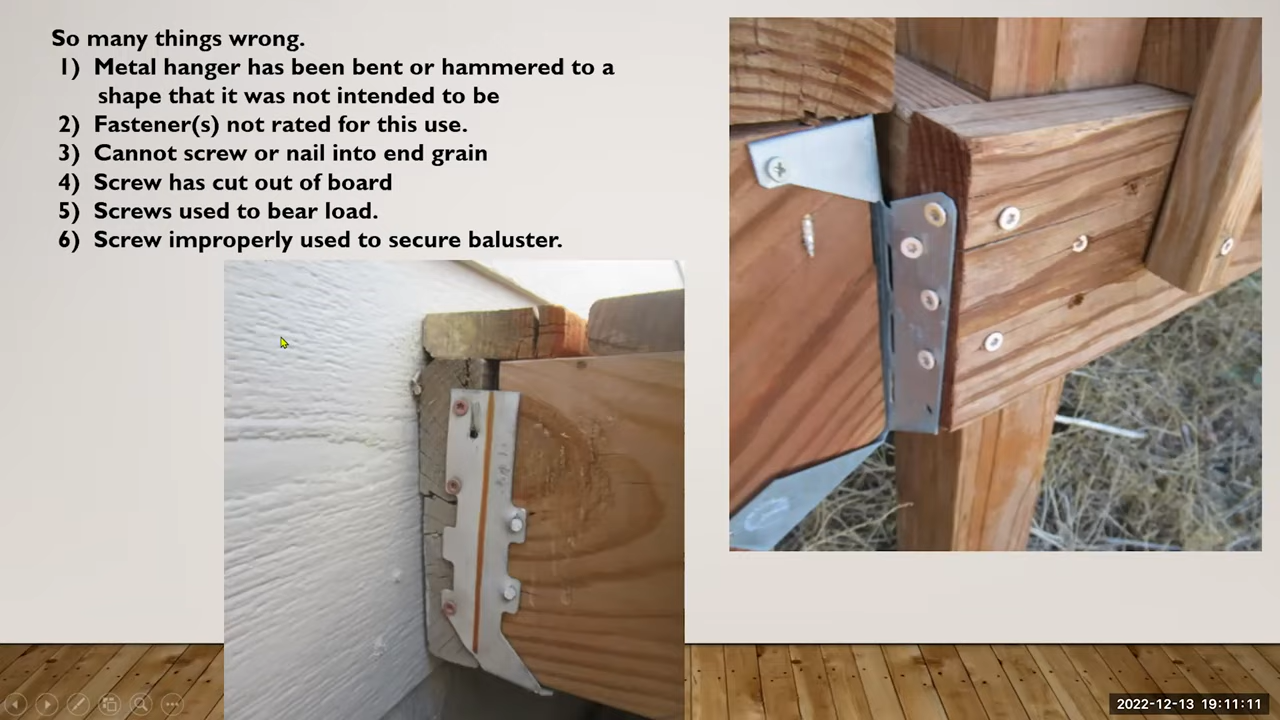 So many things wrong.
1) Metal hanger has been bent or hammered to a
shape that it was not intended to be
2) Fastener(s) not rated for this use.
3) Cannot screw or nail into end grain
4) Screw has cut out of board
5) Screws used to bear load.
6) Screw improperly used to secure baluster.
2022-12-13 19:11:11